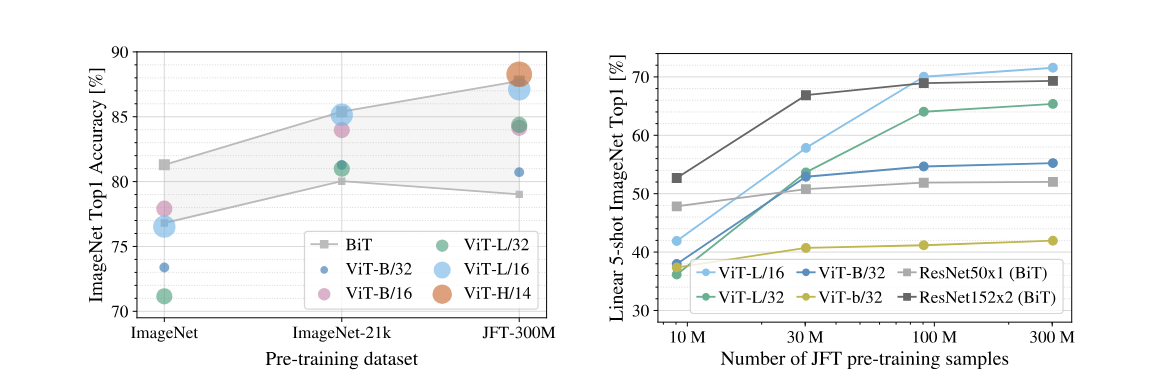 ImageNet Top1 Accuracy [%]
90
85
80
75
70
BiT
ViT-B/32
ViT-B/16
ViT-L/32
ViT-L/16
ViT-H/14
ImageNet
ImageNet-21k
JFT-300M
Pre-training dataset
Linear 5-shot ImageNet Top1 [%]
70
60
50
40
30
ViT-L/16
ViT-L/32
ViT-B/32
ViT-b/32
ResNet50x1 (BiT)
ResNet152x2 (BiT)
10 M
30 M
100 M
300 M
Number of JFT pre-training samples